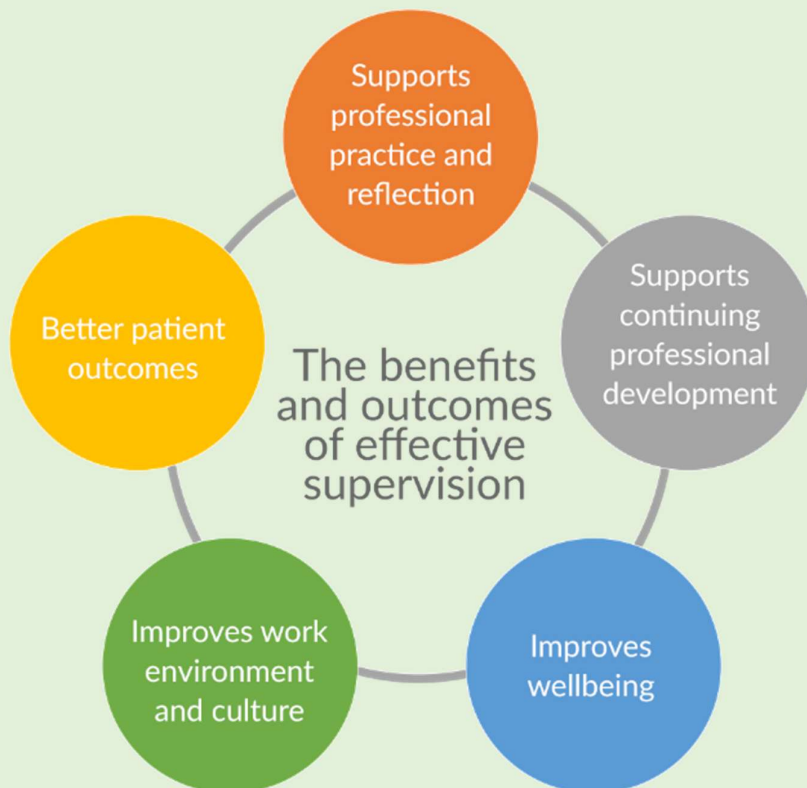 Supports
professional
practice and
reflection
Supports
continuing
professional
development
Improves
wellbeing
Improves work
environment
and culture
Better patient
outcomes
The benefits
and outcomes
of effective
supervision